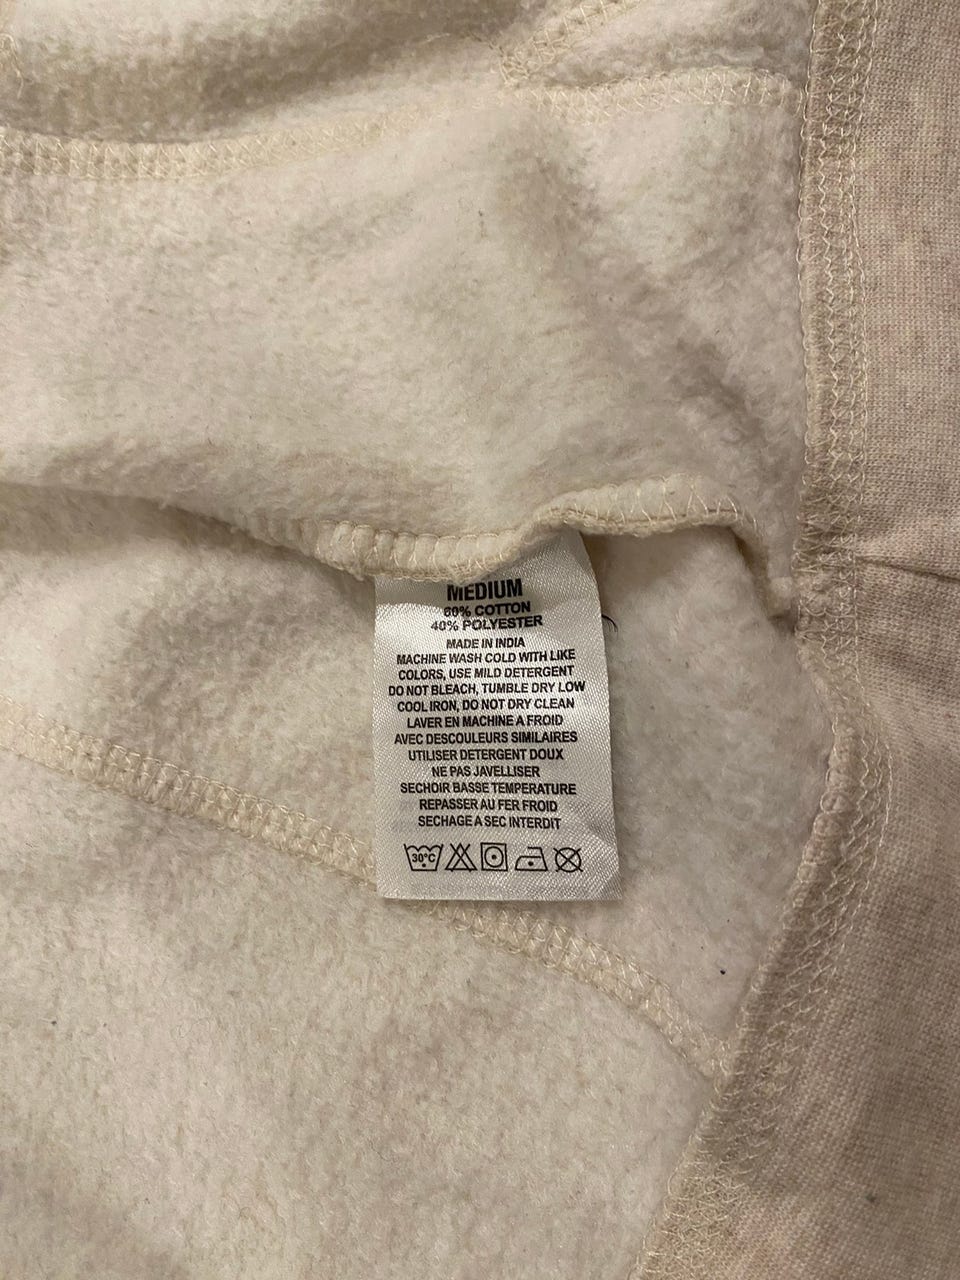 MEDIUM
60% COTTON
40% POLYESTER
MADE IN INDIA
MACHINE WASH COLD WITH LIKE
COLORS, USE MILD DETERGENT
DO NOT BLEACH, TUMBLE DRY LOW
COOL IRON, DO NOT DRY CLEAN
LAVER EN MACHINE A FROID
AVEC DESCOULEURS SIMILAIRES
UTILISER DETERGENT DOUX
NE PAS JAVELLISER
SECHOIR BASSE TEMPERATURE
REPASSER AU FER FROID
SECHAGE A SEC INTERDIT
30°C